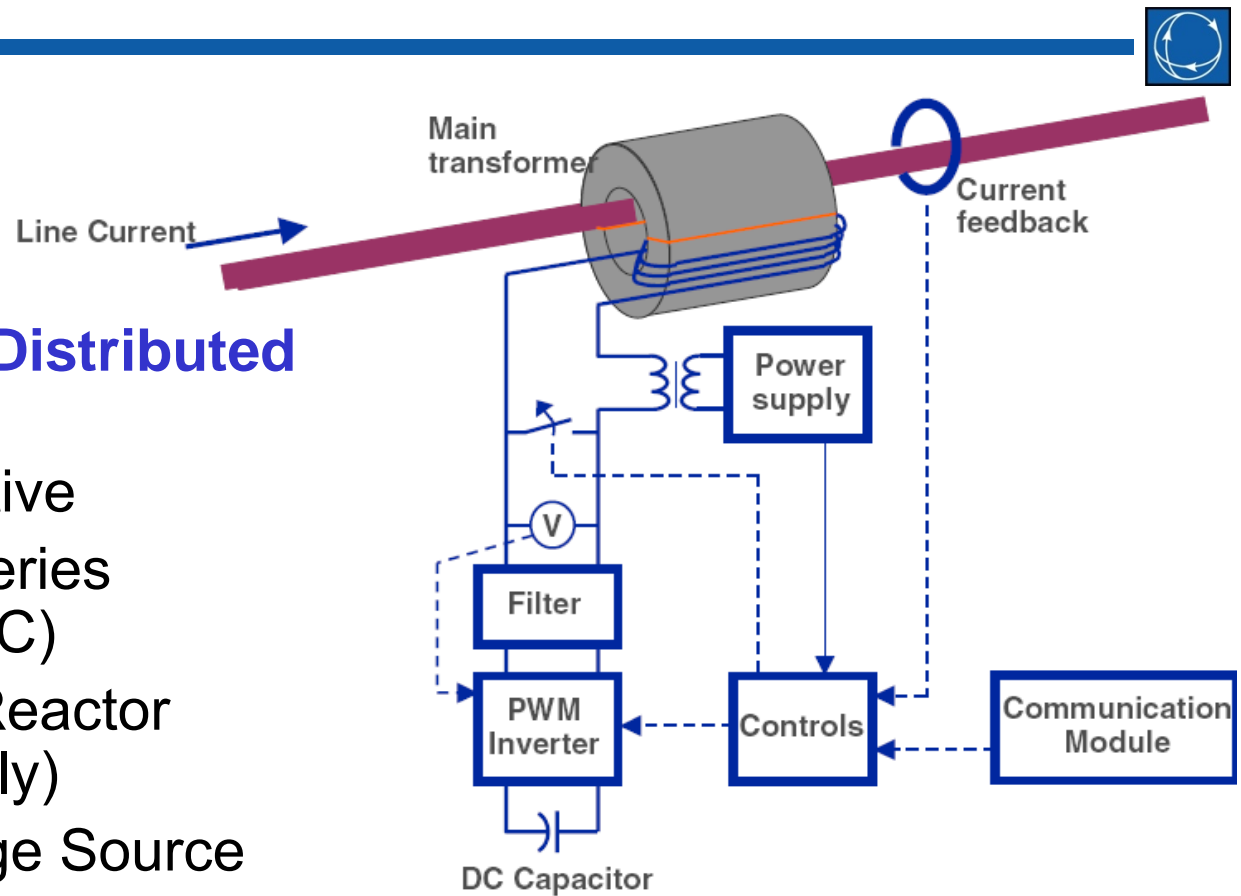 Main
transformer
Line Current
Current
feedback
Distributed
Power
supply
ive
V
eries
Filter
C)
Reactor
PWM
Inverter
Controls
Communication
Module
ly)
ge Source
DC Capacitor